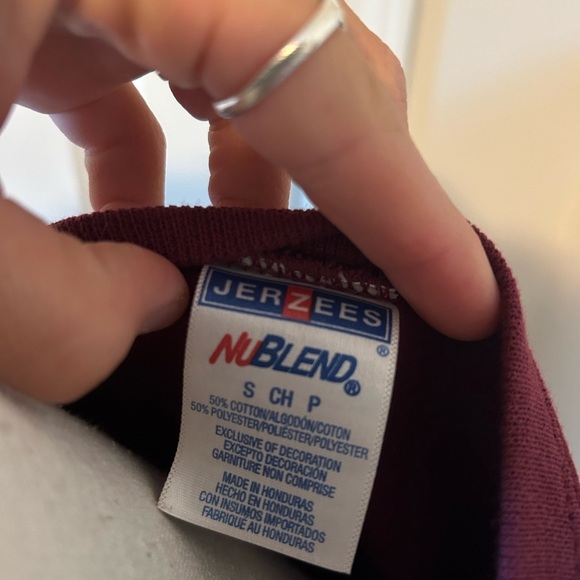 JERZEES
®
NUBLEND®
S CH P
50% COTTON/ALGODÓN/COTON
50% POLYESTER/POLIÉSTER/POLYESTER
EXCLUSIVE OF DECORATION
EXCEPTO DECORACIÓN
GARNITURE NON COMPRISE
MADE IN HONDURAS
HECHO EN HONDURAS
CON INSUMOS IMPORTADOS
FABRIQUE AU HONDURAS